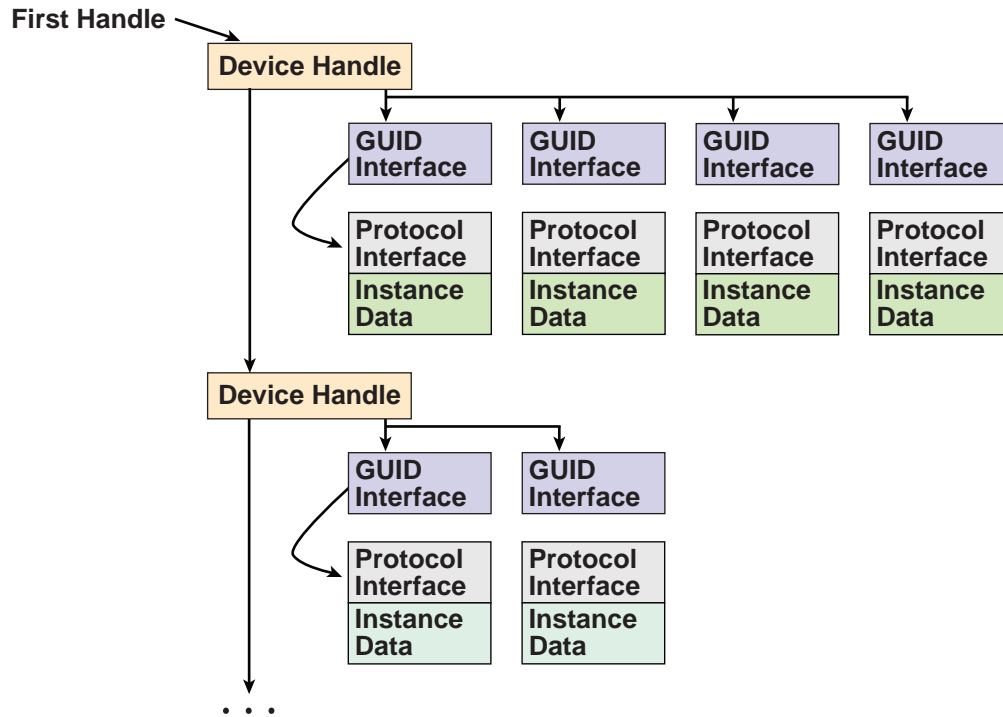 First Handle
Device Handle
GUID
Interface
GUID
Interface
GUID
Interface
GUID
Interface
Protocol
Interface
Protocol
Interface
Protocol
Interface
Protocol
Interface
Instance
Data
Instance
Data
Instance
Data
Instance
Data
Device Handle
GUID
Interface
GUID
Interface
Protocol
Interface
Protocol
Interface
Instance
Data
Instance
Data
. . .